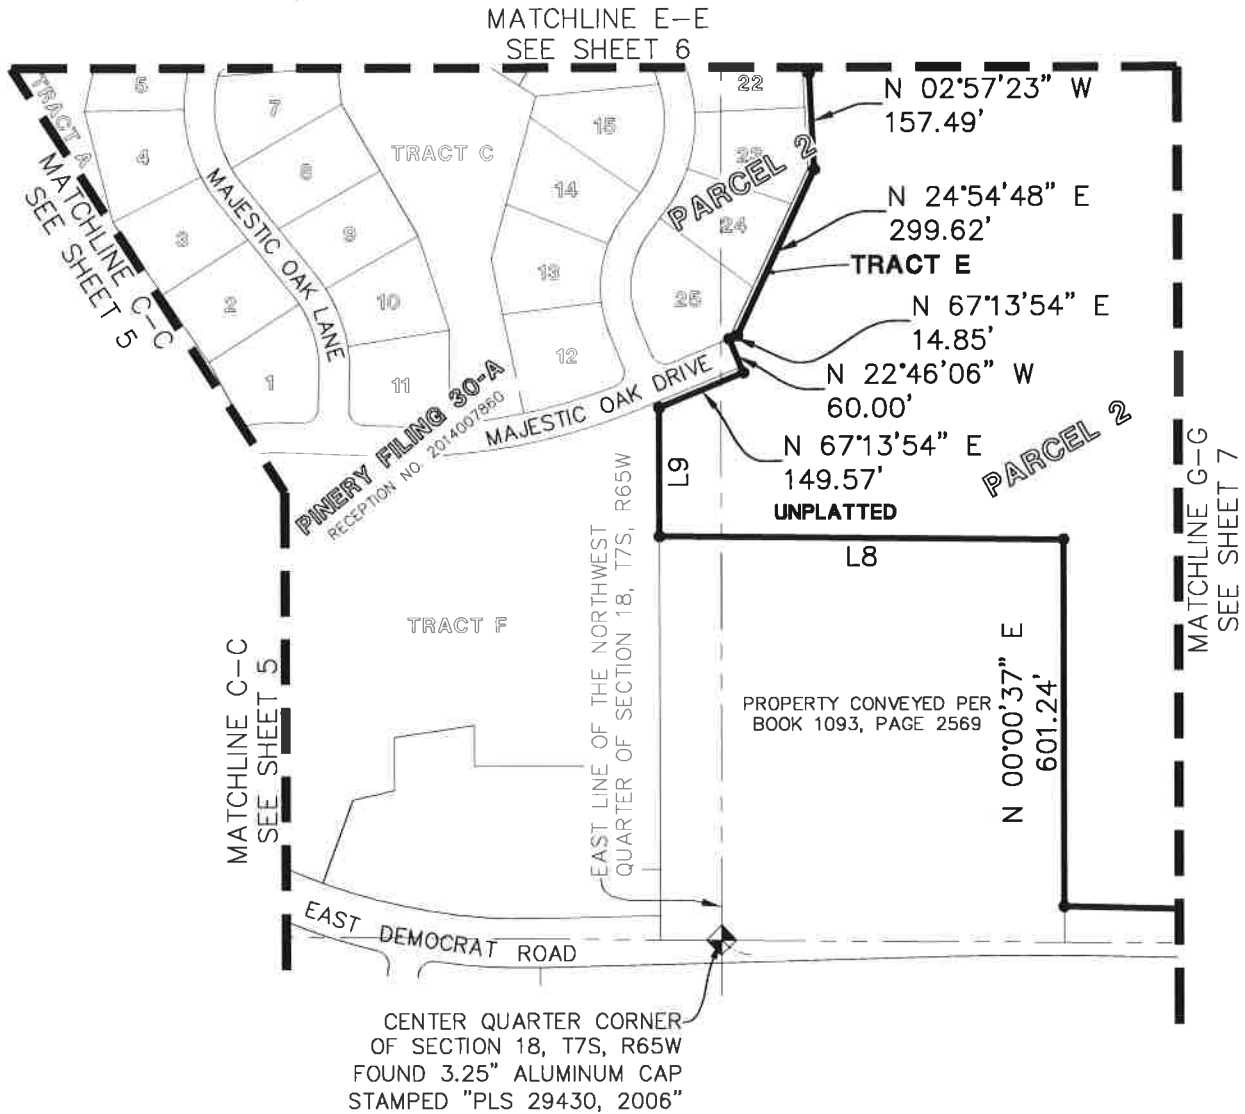 MATCHLINE E-E
SEE SHEET 6
TRACT A
MATCHLINE C-C
SEE SHEET 5
5
4
3
2
1
7
8
9
10
11
MAJESTIC OAK LANE
TRACT C
15
14
13
12
22
23
24
25
PARCEL 2
N 02°57'23" W
157.49'
N 24°54'48" E
299.62'
TRACT E
N 67°13'54" E
14.85'
N 22°46'06" W
60.00'
N 67°13'54" E
149.57'
MAJESTIC OAK DRIVE
PINERY FILING 30-A
RECEPTION NO. 2014007860
PARCEL 2
UNPLATTED
L9
L8
MATCHLINE G-G
SEE SHEET 7
TRACT F
EAST LINE OF THE NORTHWEST
QUARTER OF SECTION 18, T7S, R65W
PROPERTY CONVEYED PER
BOOK 1093, PAGE 2569
N 00°00'37" E
601.24'
MATCHLINE C-C
SEE SHEET 5
EAST DEMOCRAT ROAD
CENTER QUARTER CORNER
OF SECTION 18, T7S, R65W
FOUND 3.25" ALUMINUM CAP
STAMPED "PLS 29430, 2006"